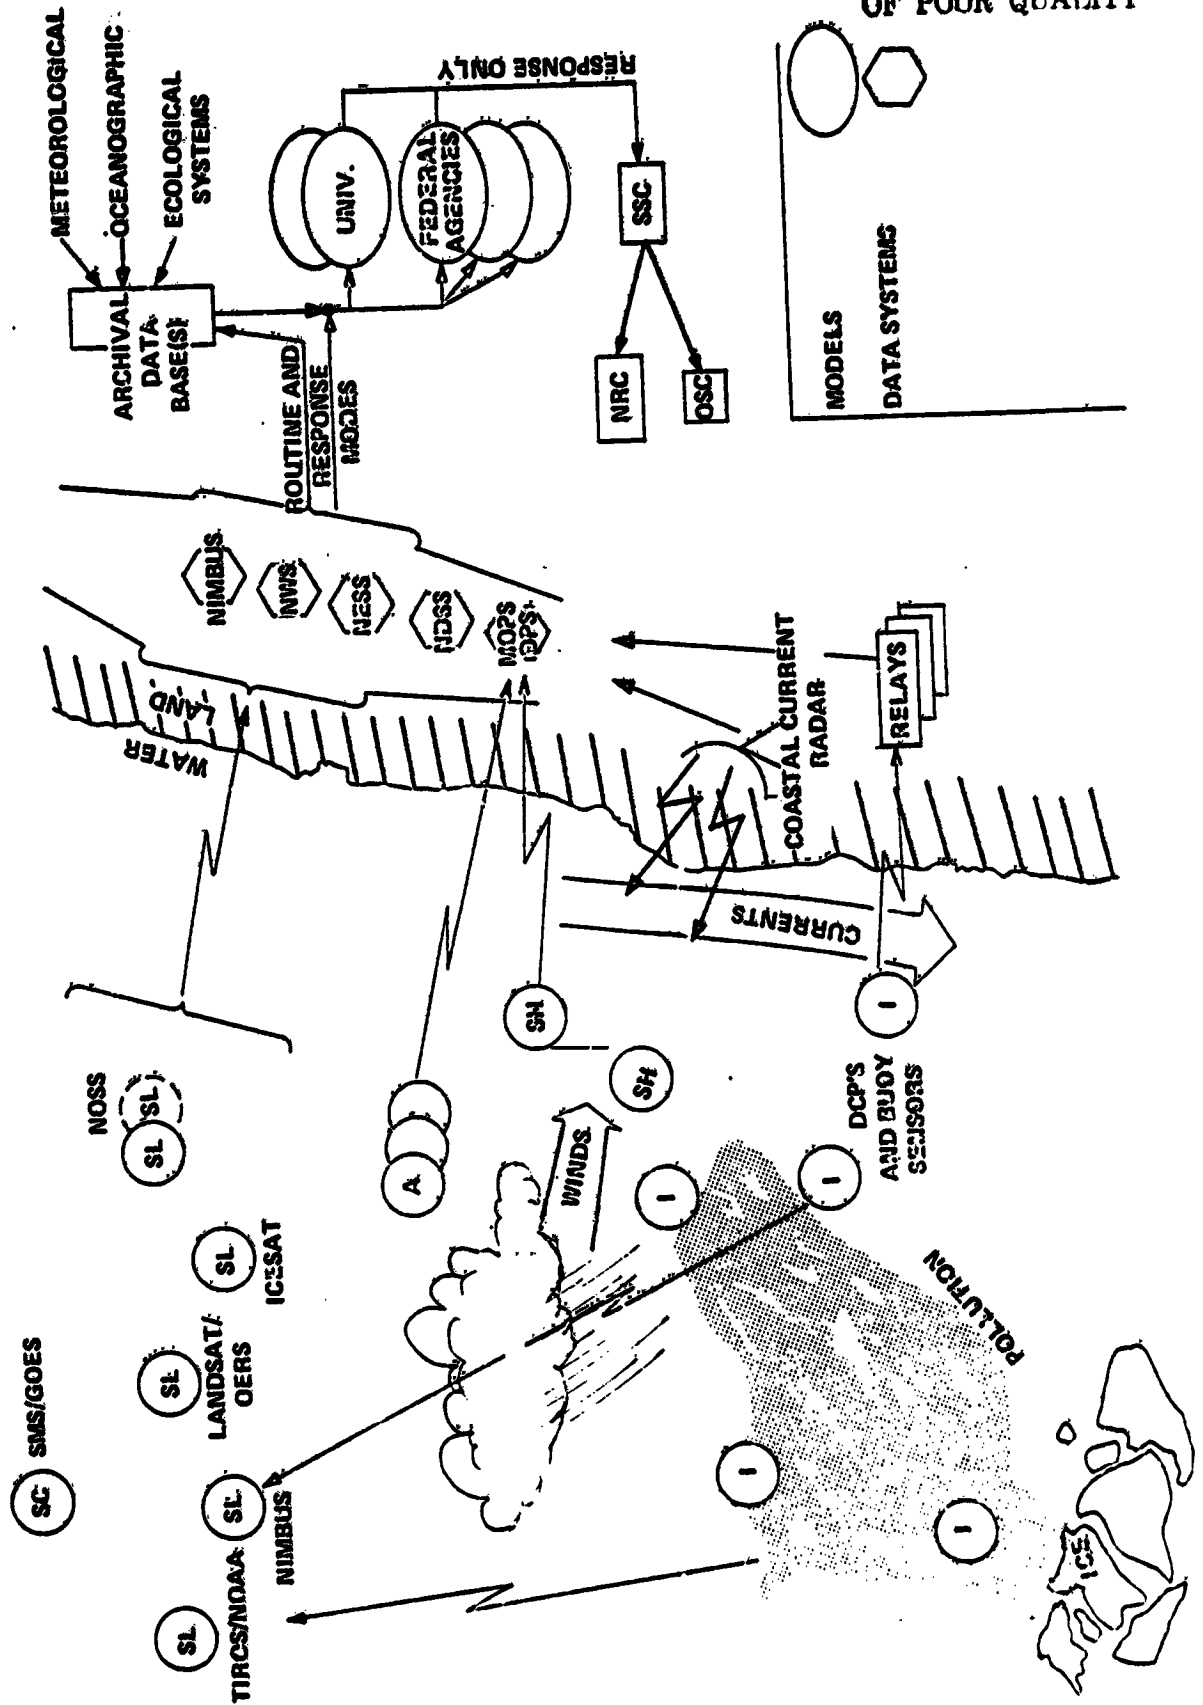 OF POOR QUALITY
SC
SMS/GOES
SL
TIRCS/NOAA
SL
NIMBUS
SL
LANDSAT/
OERS
SL
ICESAT
NOSS
SL
SL
A
SH
SH
WINDS
I
I
I
I
I
POLLUTION
ICE
DCP'S
AND BUOY
SENSORS
CURRENTS
WATER
LAND
COASTAL CURRENT
RADAR
RELAYS
NIMBUS
NWS
NESS
NDSS
MOPS
ROUTINE AND
RESPONSE
MODES
ARCHIVAL
DATA
BASE(S)
METEOROLOGICAL
OCEANOGRAPHIC
ECOLOGICAL
SYSTEMS
UNIV.
FEDERAL
AGENCIES
RESPONSE ONLY
SSC
NRC
OSC
MODELS
DATA SYSTEMS